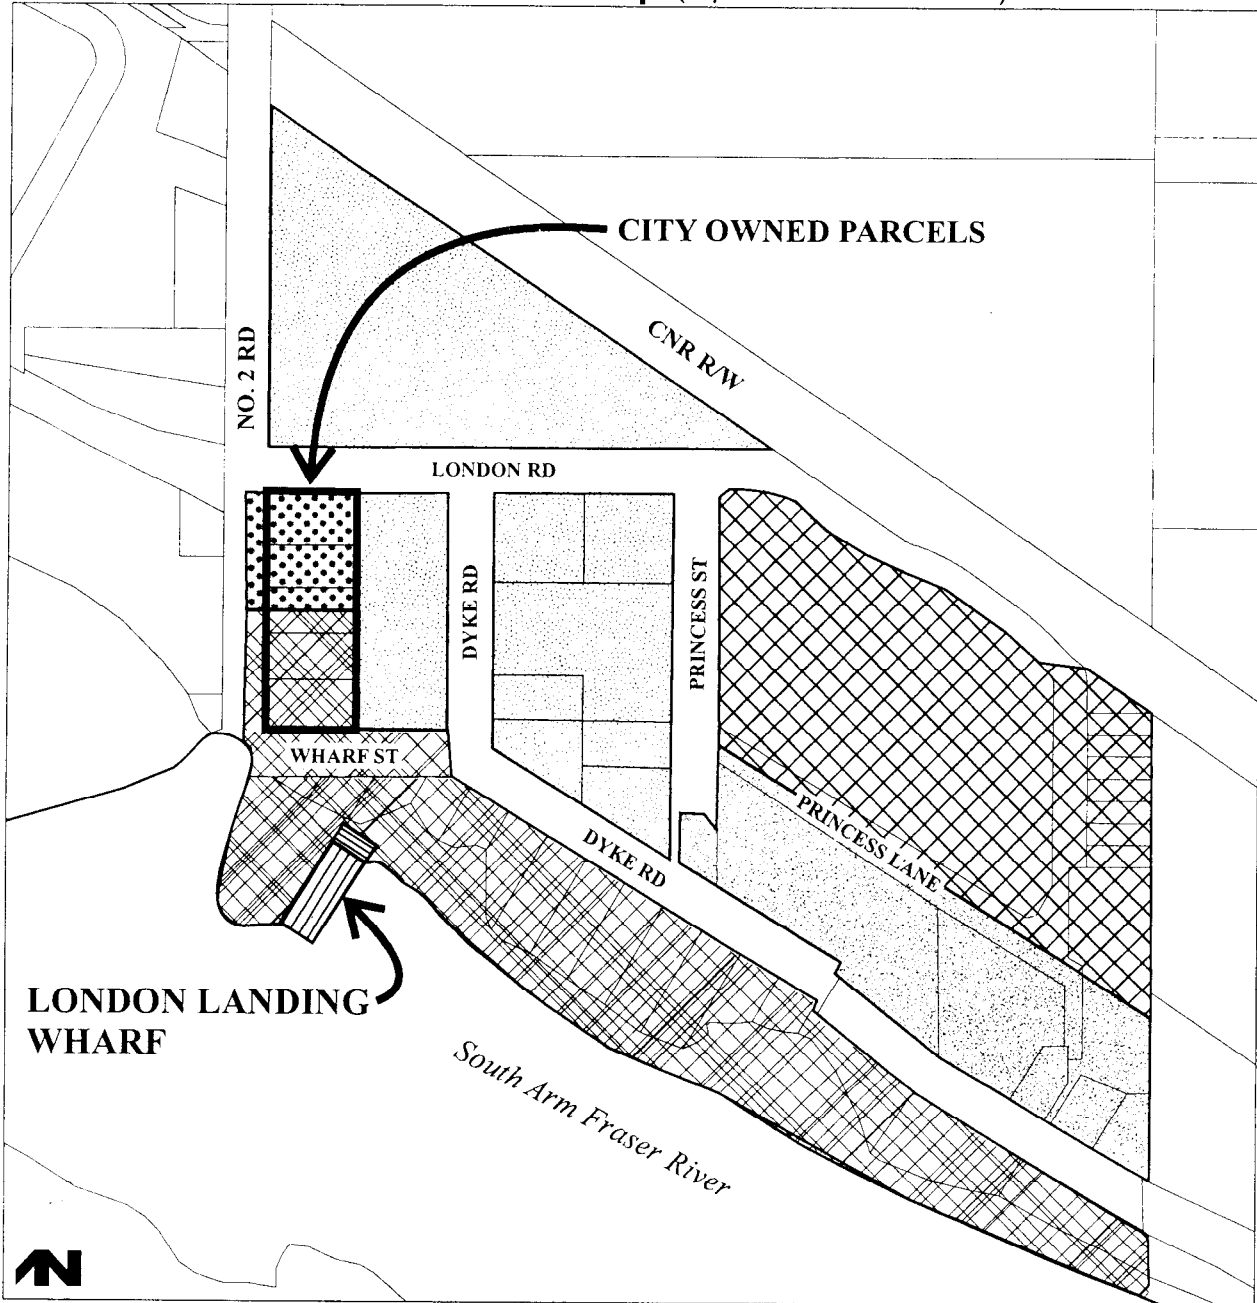 CITY OWNED PARCELS
CNR R/W
NO. 2 RD
LONDON RD
DYKE RD
PRINCESS ST
WHARF ST
PRINCESS LANE
DYKE RD
LONDON LANDING
WHARF
South Arm Fraser River
N